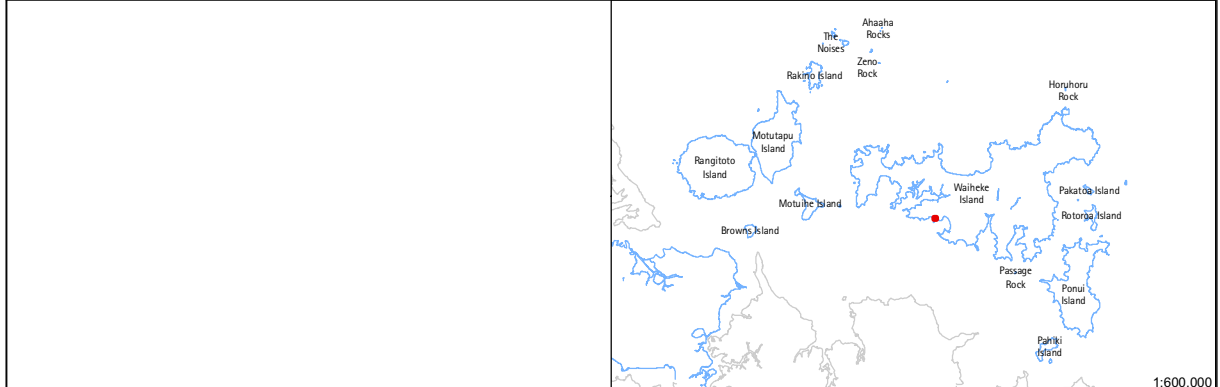 Ahaaha
Rocks
The
Noises
Zeno
Rock
Rakino Island
Horuhoru
Rock
Motutapu
Island
Rangitoto
Island
Waiheke
Island
Pakatoa Island
Motuihe Island
Rotoroa Island
Browns Island
Passage
Rock
Ponui
Island
Pahiki
Island
1:600,000